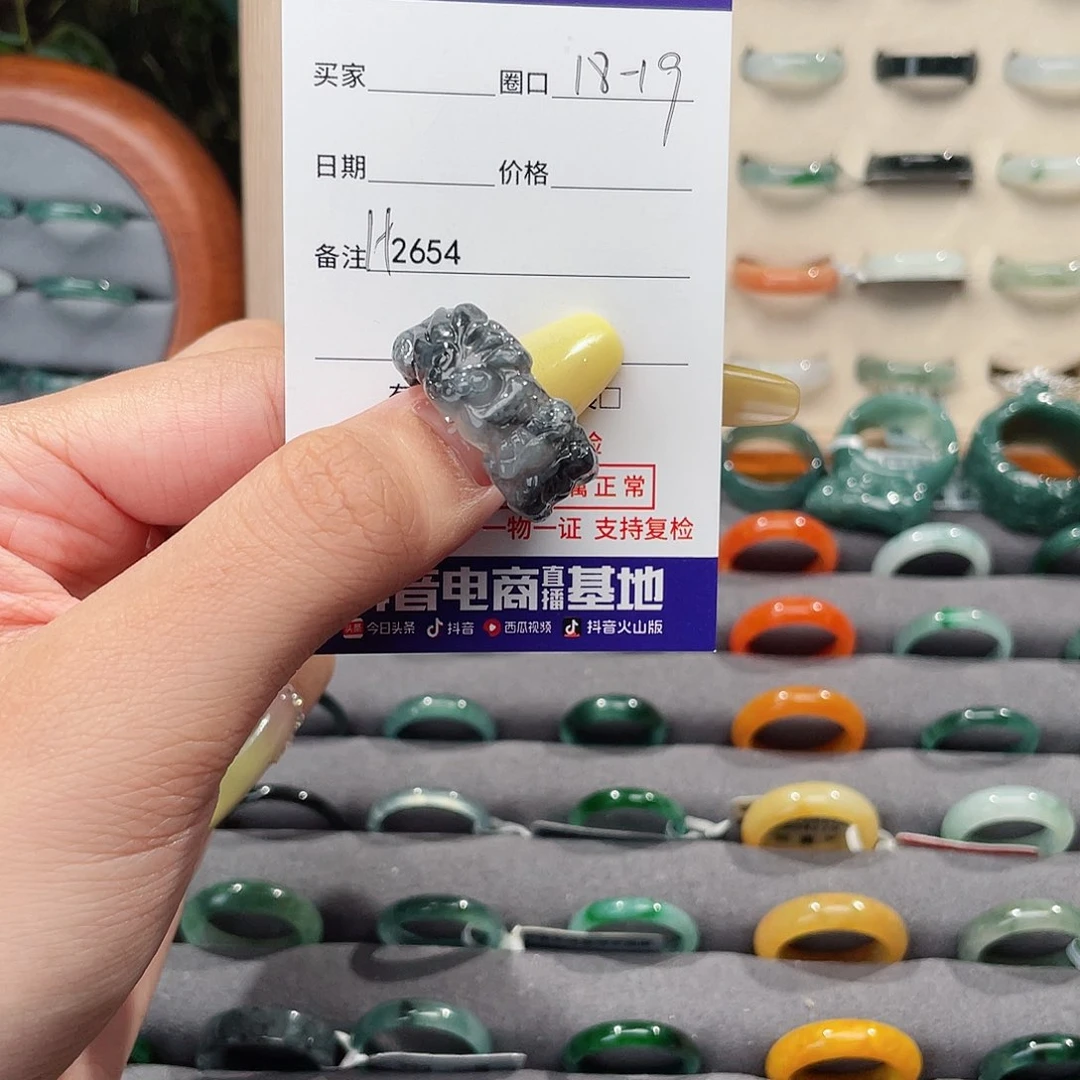 买家 圈口 18-19
日期 价格
备注 H2654
正常
一物一证 支持复检
音电商直播基地
今日头条 抖音 西瓜视频 抖音火山版